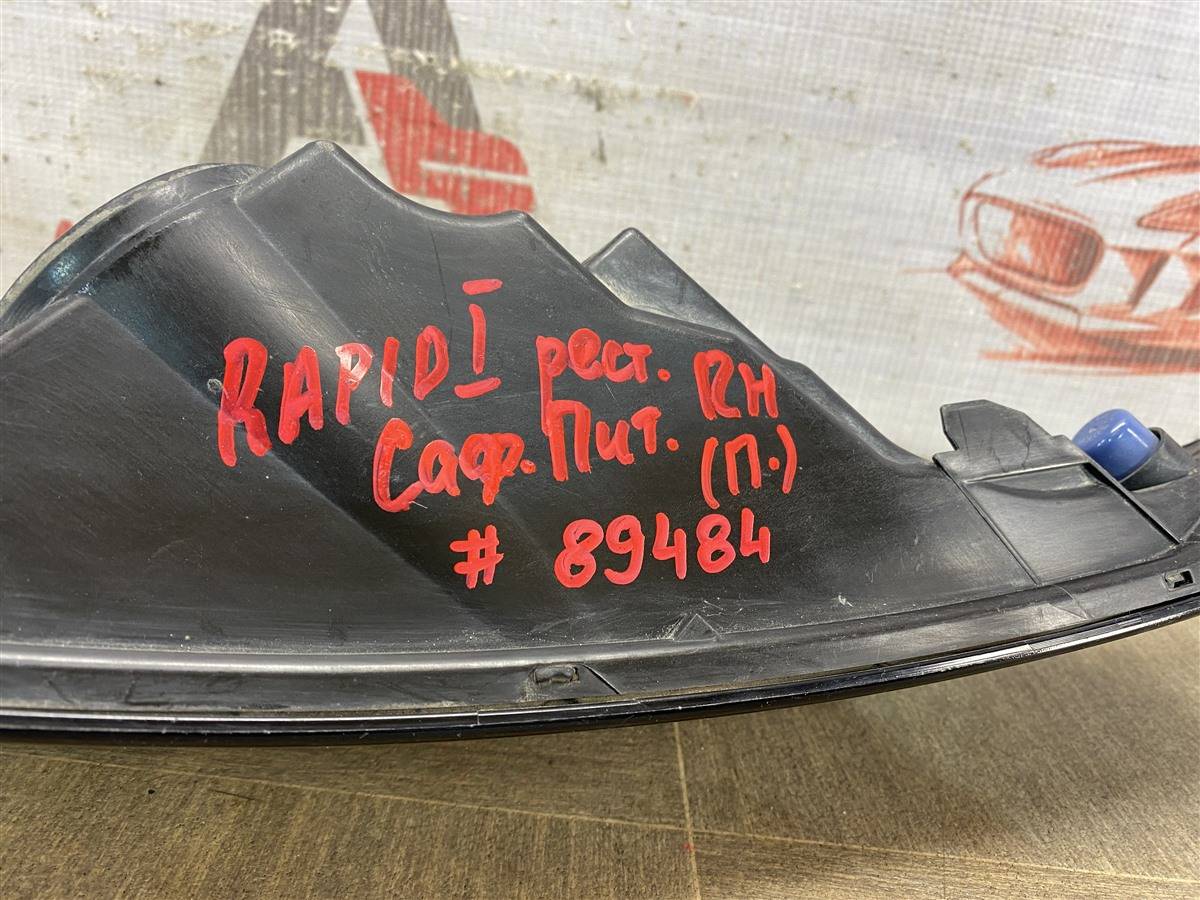 RAPID I рест. RH
Саф. Пит. (П.)
# 89484